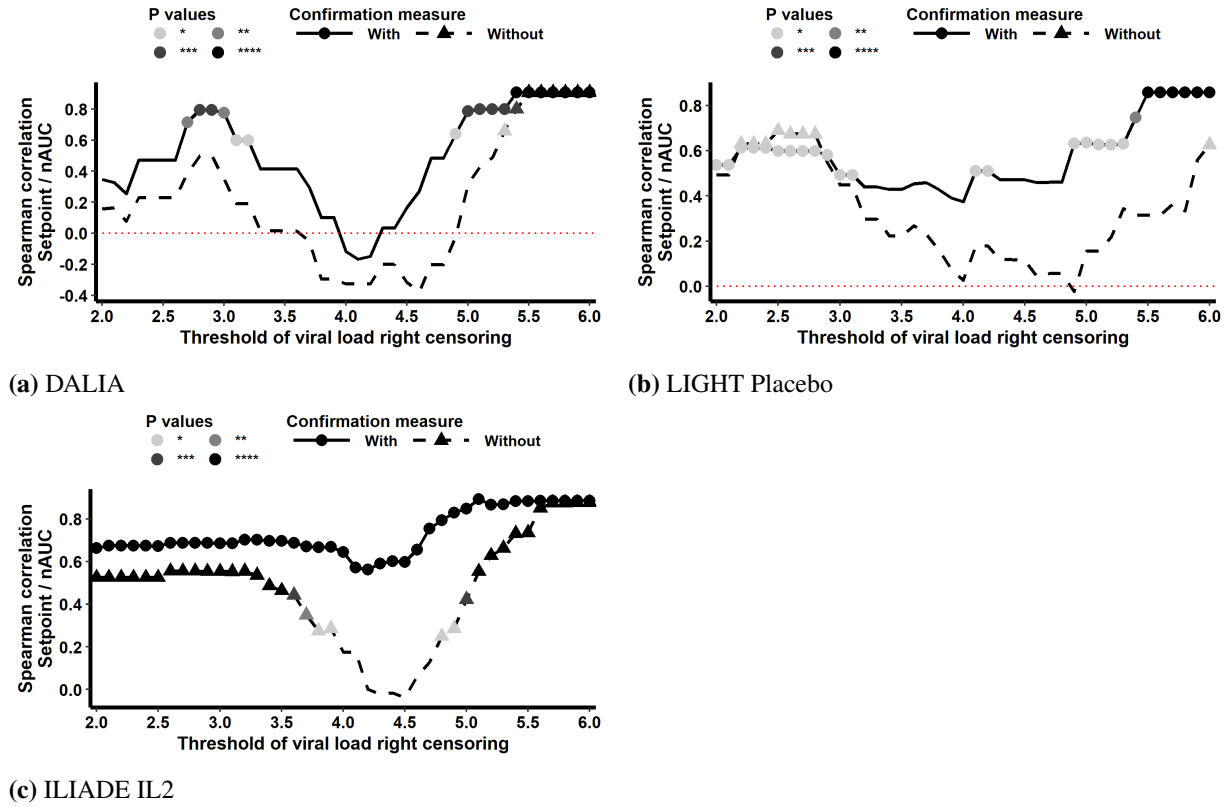 P values
* **
*** ****
Confirmation measure
With Without
Spearman correlation
Setpoint / nAUC
0.8
0.6
0.4
0.2
0.0
-0.2
-0.4
2.0 2.5 3.0 3.5 4.0 4.5 5.0 5.5 6.0
Threshold of viral load right censoring
(a) DALIA
P values
* **
*** ****
Confirmation measure
With Without
Spearman correlation
Setpoint / nAUC
0.8
0.6
0.4
0.2
0.0
2.0 2.5 3.0 3.5 4.0 4.5 5.0 5.5 6.0
Threshold of viral load right censoring
(b) LIGHT Placebo
P values
* **
*** ****
Confirmation measure
With Without
Spearman correlation
Setpoint / nAUC
0.8
0.6
0.4
0.2
0.0
2.0 2.5 3.0 3.5 4.0 4.5 5.0 5.5 6.0
Threshold of viral load right censoring
(c) ILIADE IL2